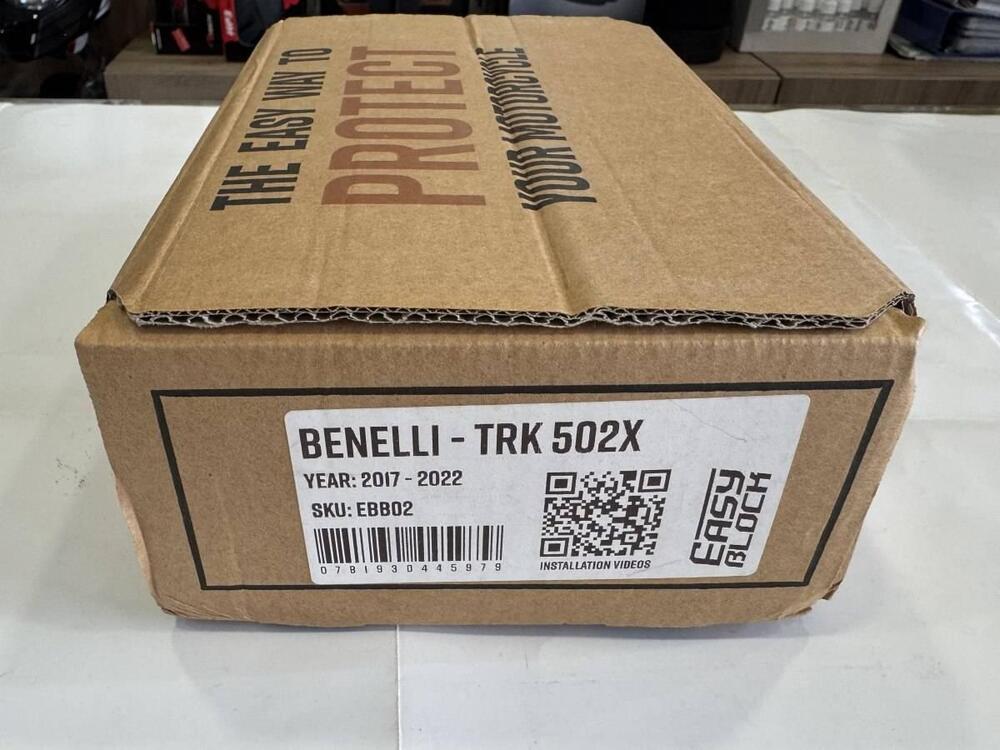 THE EASY WAY TO
PROTECT
YOUR MOTORCYCLE
BENELLI - TRK 502X
YEAR: 2017 - 2022
SKU: EBB02
0781930445979
INSTALLATION VIDEOS
EASY
BLOCK